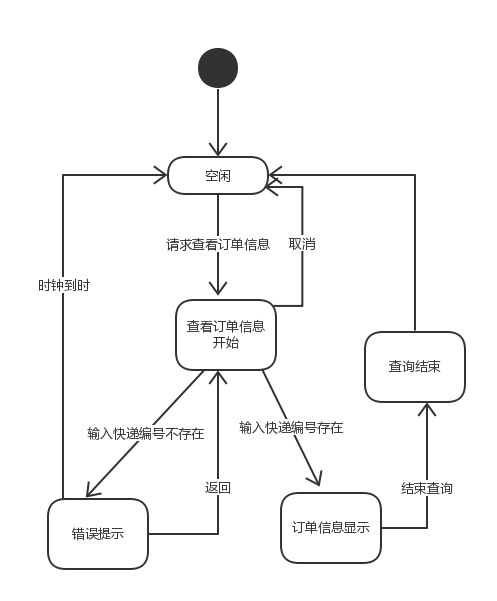 空闲
请求查看订单信息
取消
时钟到时
查看订单信息
开始
查询结束
输入快递编号不存在
输入快递编号存在
返回
结束查询
错误提示
订单信息显示